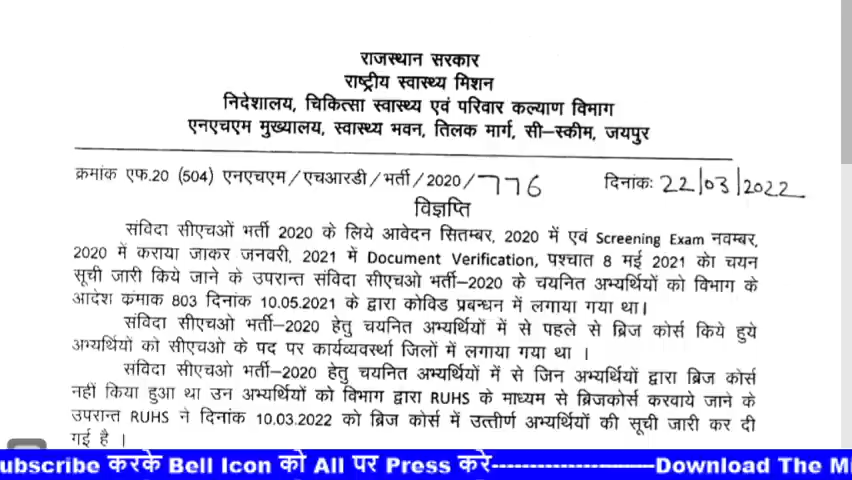 राजस्थान सरकार
राष्ट्रीय स्वास्थ्य मिशन
निदेशालय, चिकित्सा स्वास्थ्य एवं परिवार कल्याण विभाग
एनएचएम मुख्यालय, स्वास्थ्य भवन, तिलक मार्ग, सी–स्कीम, जयपुर
क्रमांक एफ.20 (504) एनएचएम/एचआरडी/भर्ती/2020/776 दिनांकः 22/03/2022
विज्ञप्ति
संविदा सीएचओं भर्ती 2020 के लिये आवेदन सितम्बर, 2020 में एवं Screening Exam नवम्बर,
2020 में कराया जाकर जनवरी, 2021 में Document Verification, पश्चात 8 मई 2021 केा चयन
सूची जारी किये जाने के उपरान्त संविदा सीएचओ भर्ती–2020 के चयनित अभ्यर्थियों को विभाग के
आदेश क्रमाक 803 दिनांक 10.05.2021 के द्वारा कोविड प्रबन्धन में लगाया गया था।
संविदा सीएचओ भर्ती–2020 हेतु चयनित अभ्यर्थियों में से पहले से ब्रिज कोर्स किये हुये
अभ्यर्थियों को सीएचओ के पद पर कार्यव्यवस्र्था जिलों में लगाया गया था ।
संविदा सीएचओ भर्ती–2020 हेतु चयनित अभ्यर्थियों में से जिन अभ्यर्थियों द्वारा ब्रिज कोर्स
नहीं किया हुआ था उन अभ्यर्थियों को विभाग द्वारा RUHS के माध्यम से ब्रिजकोर्स करवाये जाने के
उपरान्त RUHS ने दिनांक 10.03.2022 को ब्रिज कोर्स में उत्तीर्ण अभ्यर्थियों की सूची जारी कर दी
गई है ।
ubscribe करके Bell Icon को All पर Press करे-----------------------Download The M